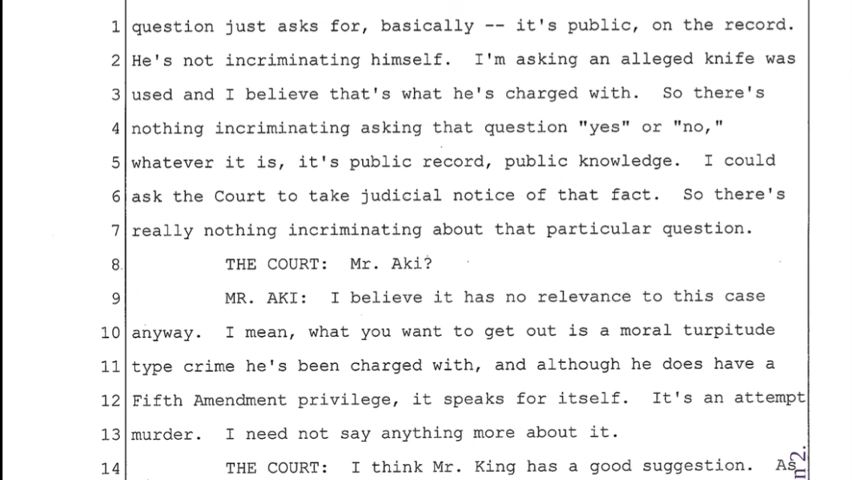 1 question just asks for, basically -- it's public, on the record.
2 He's not incriminating himself. I'm asking an alleged knife was
3 used and I believe that's what he's charged with. So there's
4 nothing incriminating asking that question "yes" or "no,"
5 whatever it is, it's public record, public knowledge. I could
6 ask the Court to take judicial notice of that fact. So there's
7 really nothing incriminating about that particular question.
8 THE COURT: Mr. Aki?
9 MR. AKI: I believe it has no relevance to this case
10 anyway. I mean, what you want to get out is a moral turpitude
11 type crime he's been charged with, and although he does have a
12 Fifth Amendment privilege, it speaks for itself. It's an attempt
13 murder. I need not say anything more about it.
14 THE COURT: I think Mr. King has a good suggestion. As
n 2.